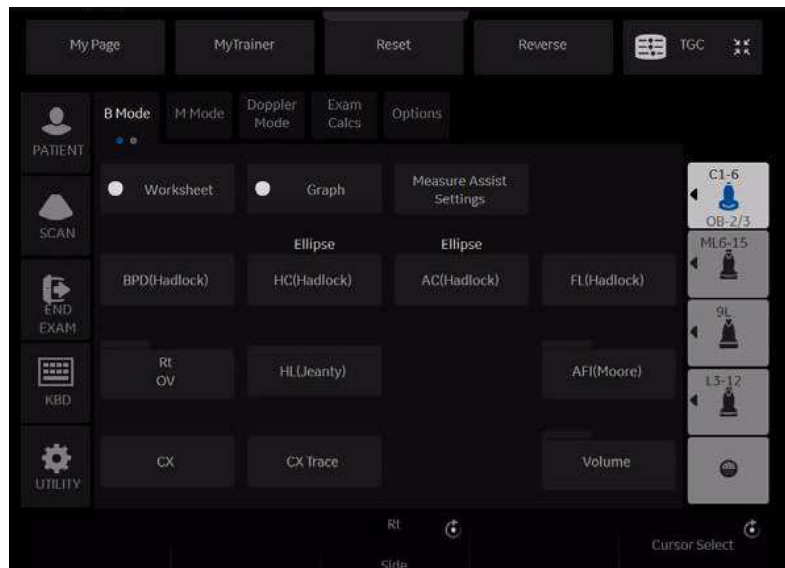 My Page
MyTrainer
Reset
Reverse
TGC
PATIENT
SCAN
END
EXAM
KBD
UTILITY
B Mode
M Mode
Doppler
Mode
Exam
Calcs
Options
Worksheet
Graph
Measure Assist
Settings
Ellipse
Ellipse
BPD(Hadlock)
HC(Hadlock)
AC(Hadlock)
FL(Hadlock)
Rt
OV
HL(Jeanty)
AFI(Moore)
CX
CX Trace
Volume
C1-6
OB-2/3
ML6-15
9L
L3-12
Rt
Side
Cursor Select